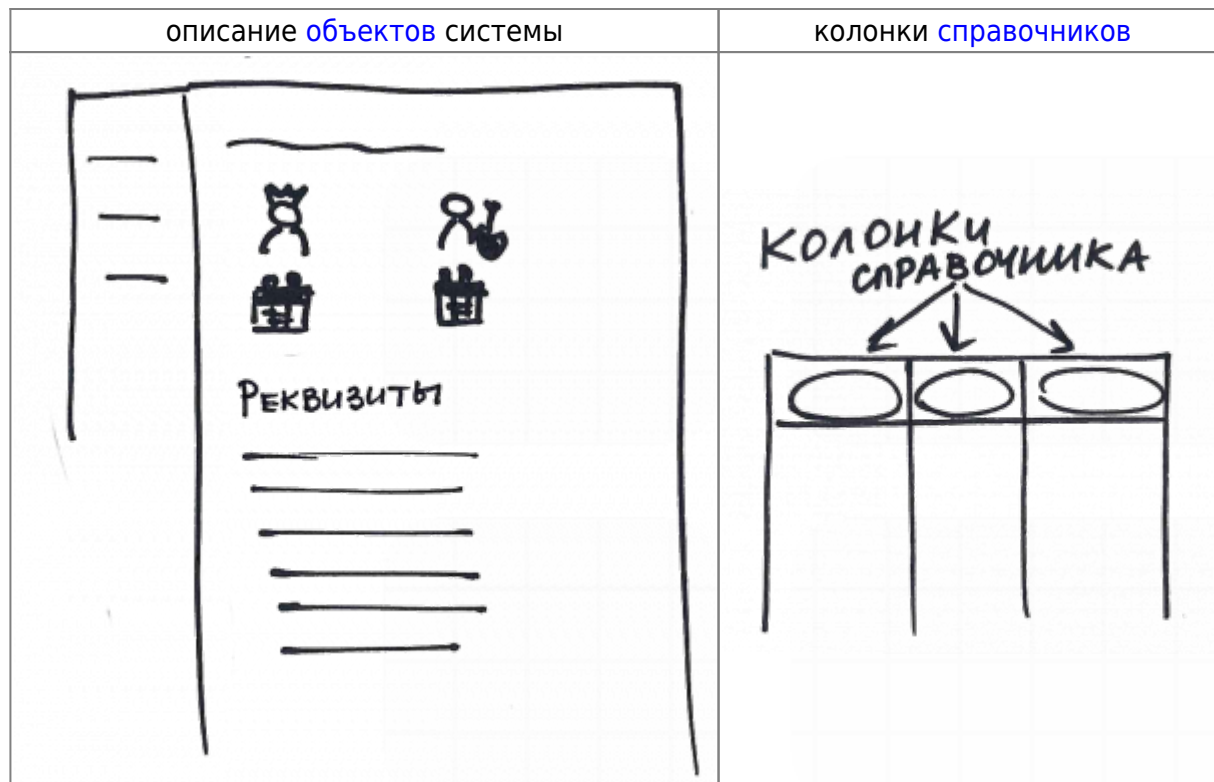 описание объектов системы
колонки справочников
РЕКВИЗИТЫ
КОЛОНКИ
СПРАВОЧНИКА